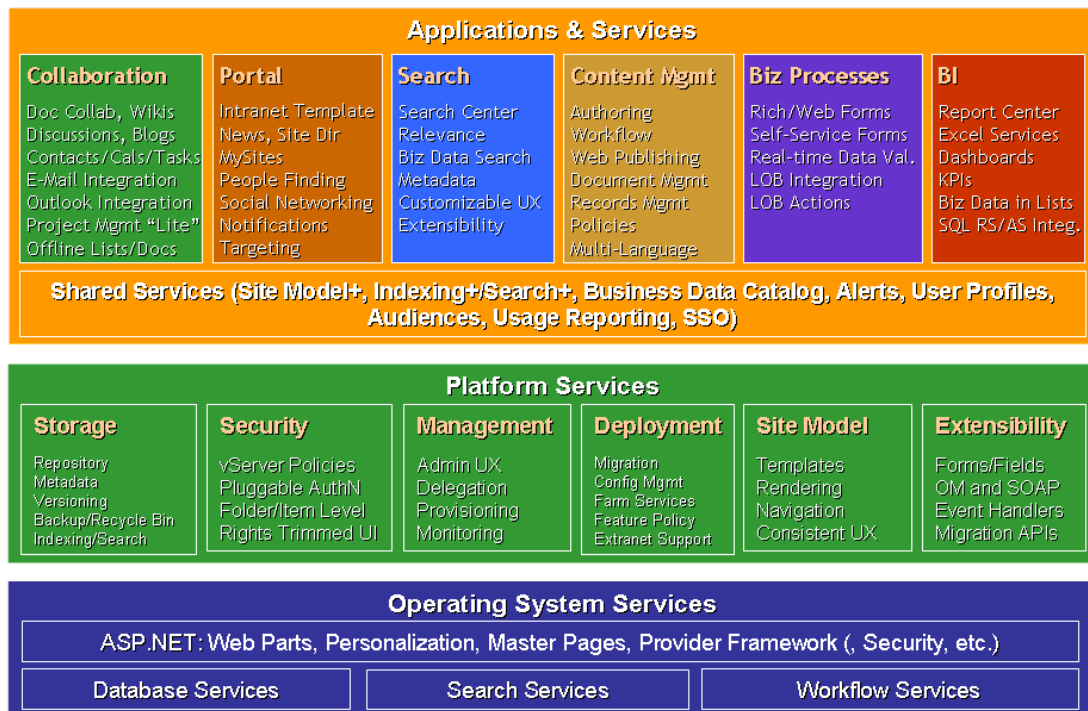 Applications & Services
Collaboration
Doc Collab, Wikis
Discussions, Blogs
Contacts/Cals/Tasks
E-Mail Integration
Outlook Integration
Project Mgmt “Lite”
Offline Lists/Docs
Portal
Intranet Template
News, Site Dir
MySites
People Finding
Social Networking
Notifications
Targeting
Search
Search Center
Relevance
Biz Data Search
Metadata
Customizable UX
Extensibility
Content Mgmt
Authoring
Workflow
Web Publishing
Document Mgmt
Records Mgmt
Policies
Multi-Language
Biz Processes
Rich/Web Forms
Self-Service Forms
Real-time Data Val.
LOB Integration
LOB Actions
BI
Report Center
Excel Services
Dashboards
KPIs
Biz Data in Lists
SQL RS/AS Integ.
Shared Services (Site Model+, Indexing+/Search+, Business Data Catalog, Alerts, User Profiles,
Audiences, Usage Reporting, SSO)
Platform Services
Storage
Repository
Metadata
Versioning
Backup/Recycle Bin
Indexing/Search
Security
vServer Policies
Pluggable AuthN
Folder/Item Level
Rights Trimmed UI
Management
Admin UX
Delegation
Provisioning
Monitoring
Deployment
Migration
Config Mgmt
Farm Services
Feature Policy
Extranet Support
Site Model
Templates
Rendering
Navigation
Consistent UX
Extensibility
Forms/Fields
OM and SOAP
Event Handlers
Migration APIs
Operating System Services
ASP.NET: Web Parts, Personalization, Master Pages, Provider Framework (, Security, etc.)
Database Services
Search Services
Workflow Services